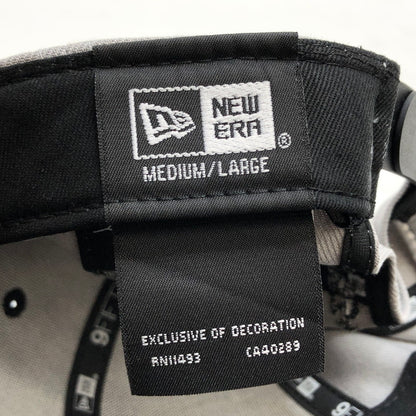 NEW
ERA®
MEDIUM/LARGE
EXCLUSIVE OF DECORATION
RN11493 CA40289